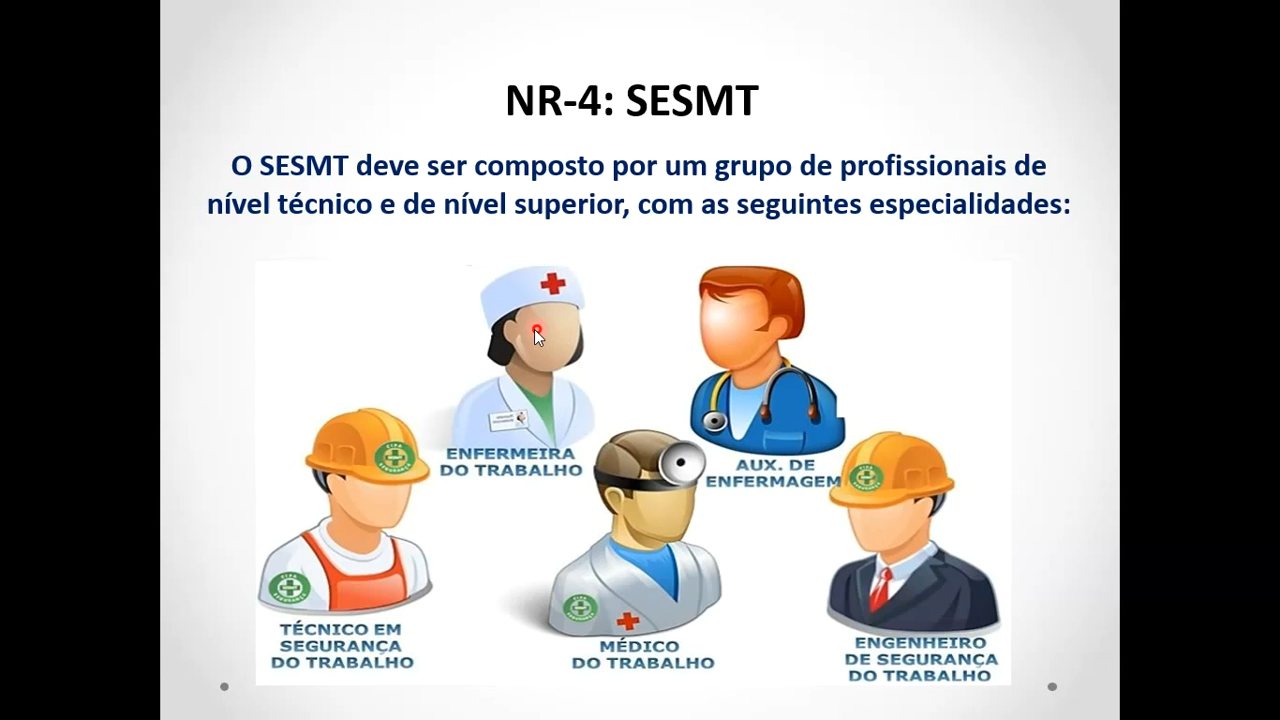 NR-4: SESMT
O SESMT deve ser composto por um grupo de profissionais de
nível técnico e de nível superior, com as seguintes especialidades:
ENFERMEIRA
DO TRABALHO
AUX. DE
ENFERMAGEM
TÉCNICO EM
SEGURANÇA
DO TRABALHO
MÉDICO
DO TRABALHO
ENGENHEIRO
DE SEGURANÇA
DO TRABALHO